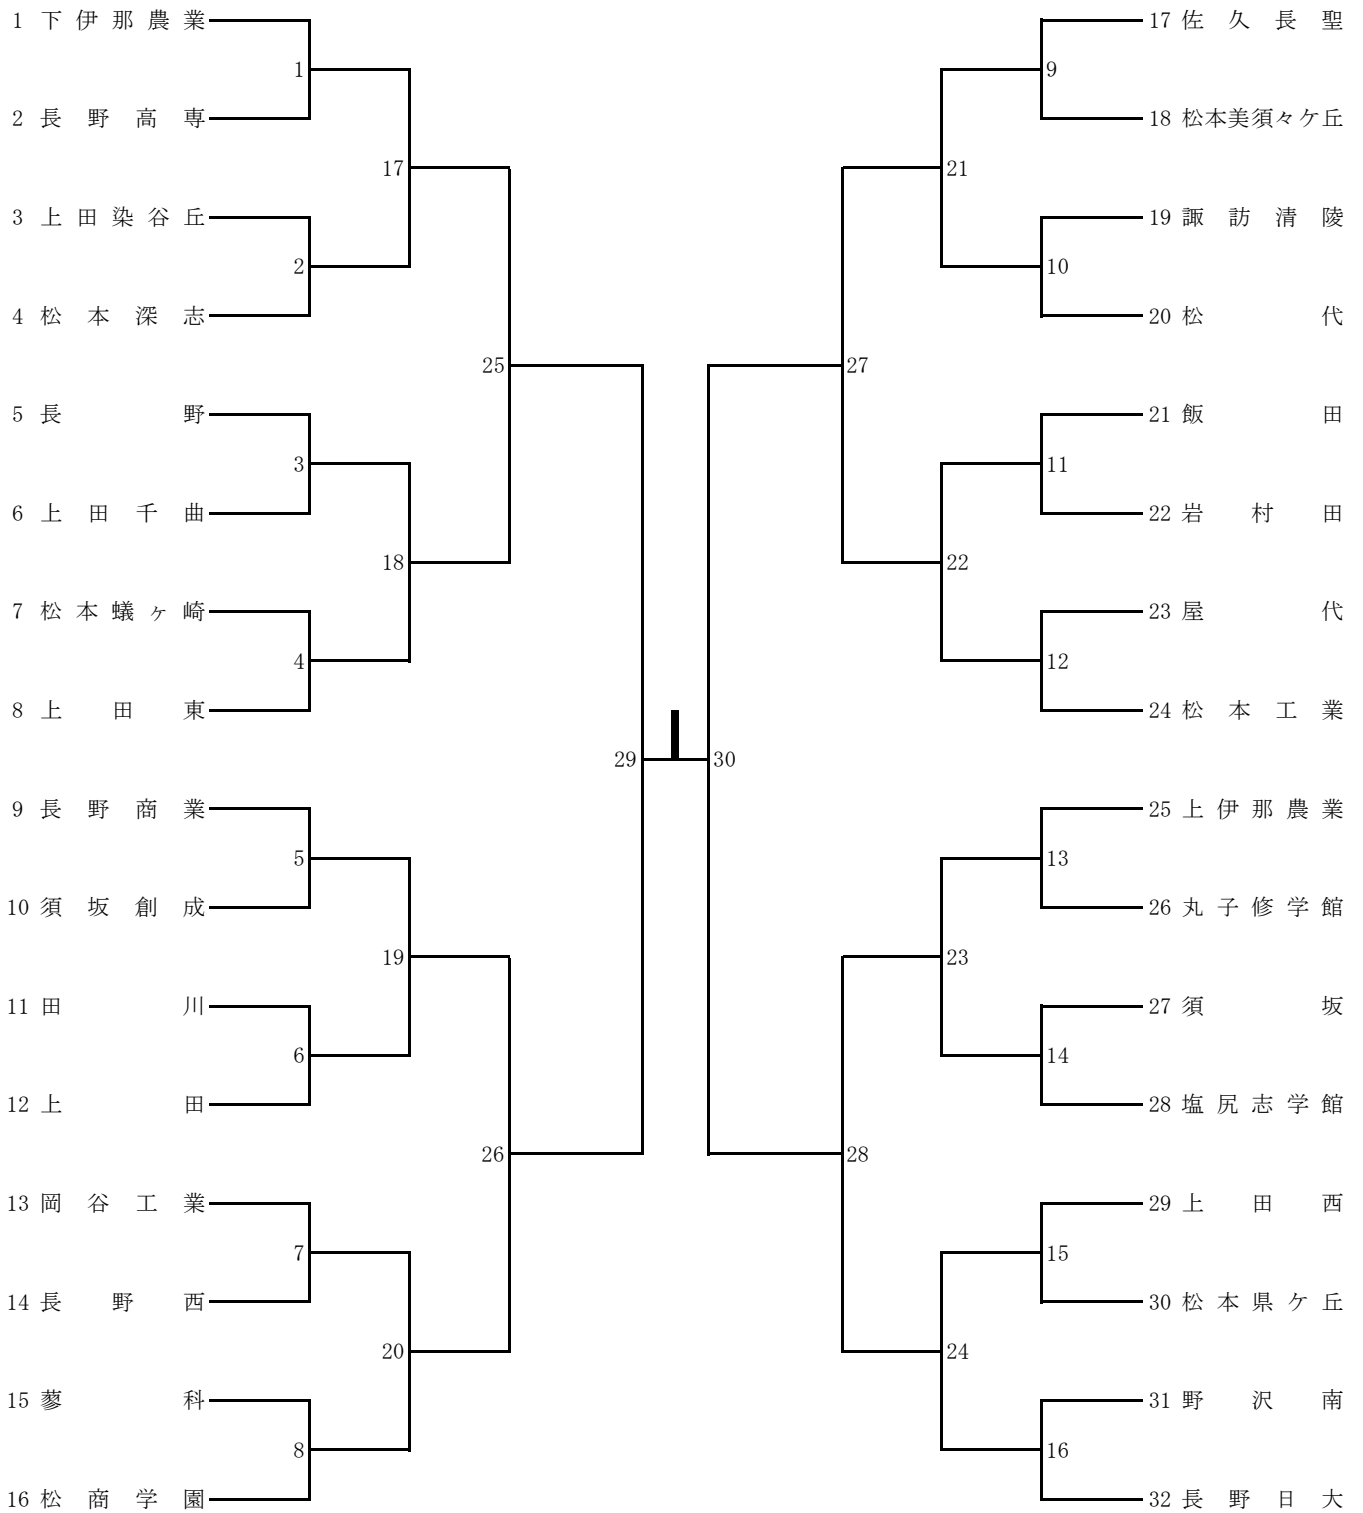 1 下伊那農業
1
2 長野高専
17
3 上田染谷丘
2
4 松本深志
25
5 長野
3
6 上田千曲
18
7 松本蟻ヶ崎
4
8 上田東
29
9 長野商業
5
10 須坂創成
19
11 田川
6
12 上田
26
13 岡谷工業
7
14 長野西
20
15 蓼科
8
16 松商学園
17 佐久長聖
9
18 松本美須々ケ丘
21
19 諏訪清陵
10
20 松代
27
21 飯田
11
22 岩村田
22
23 屋代
12
24 松本工業
30
25 上伊那農業
13
26 丸子修学館
23
27 須坂
14
28 塩尻志学館
28
29 上田西
15
30 松本県ケ丘
24
31 野沢南
16
32 長野日大